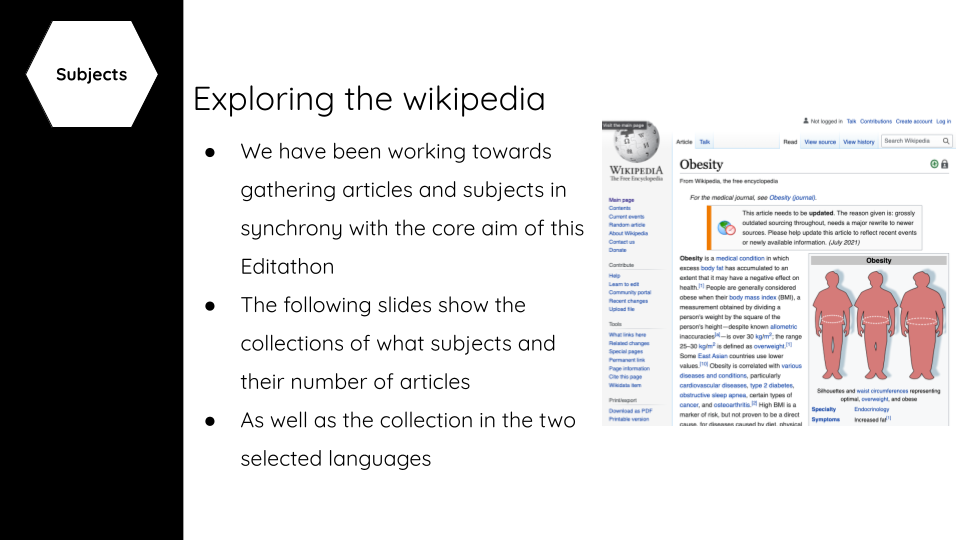 Subjects
Exploring the wikipedia
● We have been working towards
gathering articles and subjects in
synchrony with the core aim of this
Editathon
● The following slides show the
collections of what subjects and
their number of articles
● As well as the collection in the two
selected languages
Visit the main page
WIKIPEDIA
The Free Encyclopedia
Main page
Contents
Current events
Random article
About Wikipedia
Contact us
Donate
Contribute
Help
Learn to edit
Community portal
Recent changes
Upload file
Tools
What links here
Related changes
Special pages
Permanent link
Page information
Cite this page
Wikidata item
Print/export
Download as PDF
Printable version
Not logged in Talk Contributions Create account Log in
Article Talk Read View source View history Search Wikipedia
Obesity
From Wikipedia, the free encyclopedia
For the medical journal, see Obesity (journal).
This article needs to be updated. The reason given is: grossly
outdated sourcing throughout, needs a major rewrite to newer
sources. Please help update this article to reflect recent events
or newly available information. (July 2021)
Obesity is a medical condition in which
excess body fat has accumulated to an
extent that it may have a negative effect on
health.[1] People are generally considered
obese when their body mass index (BMI), a
measurement obtained by dividing a
person's weight by the square of the
person's height—despite known allometric
inaccuracies[a]—is over 30 kg/m²; the range
25–30 kg/m² is defined as overweight.[1]
Some East Asian countries use lower
values.[10] Obesity is correlated with various
diseases and conditions, particularly
cardiovascular diseases, type 2 diabetes,
obstructive sleep apnea, certain types of
cancer, and osteoarthritis.[2] High BMI is a
marker of risk, but not proven to be a direct
cause, for diseases caused by diet, physical
Obesity
Silhouettes and waist circumferences representing
optimal, overweight, and obese
Specialty Endocrinology
Symptoms Increased fat[1]